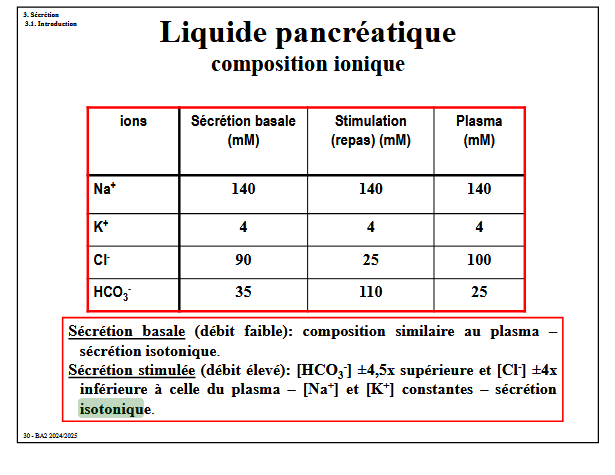 3. Sécrétion
3.1. Introduction
Liquide pancréatique
composition ionique
ions Sécrétion basale (mM) Stimulation (repas) (mM) Plasma (mM)
Na+ 140 140 140
K+ 4 4 4
Cl- 90 25 100
HCO3- 35 110 25
Sécrétion basale (débit faible): composition similaire au plasma –
sécrétion isotonique.
Sécrétion stimulée (débit élevé): [HCO3-] ±4,5x supérieure et [Cl-] ±4x
inférieure à celle du plasma – [Na+] et [K+] constantes – sécrétion
isotonique.
30 - BA2 2024/2025